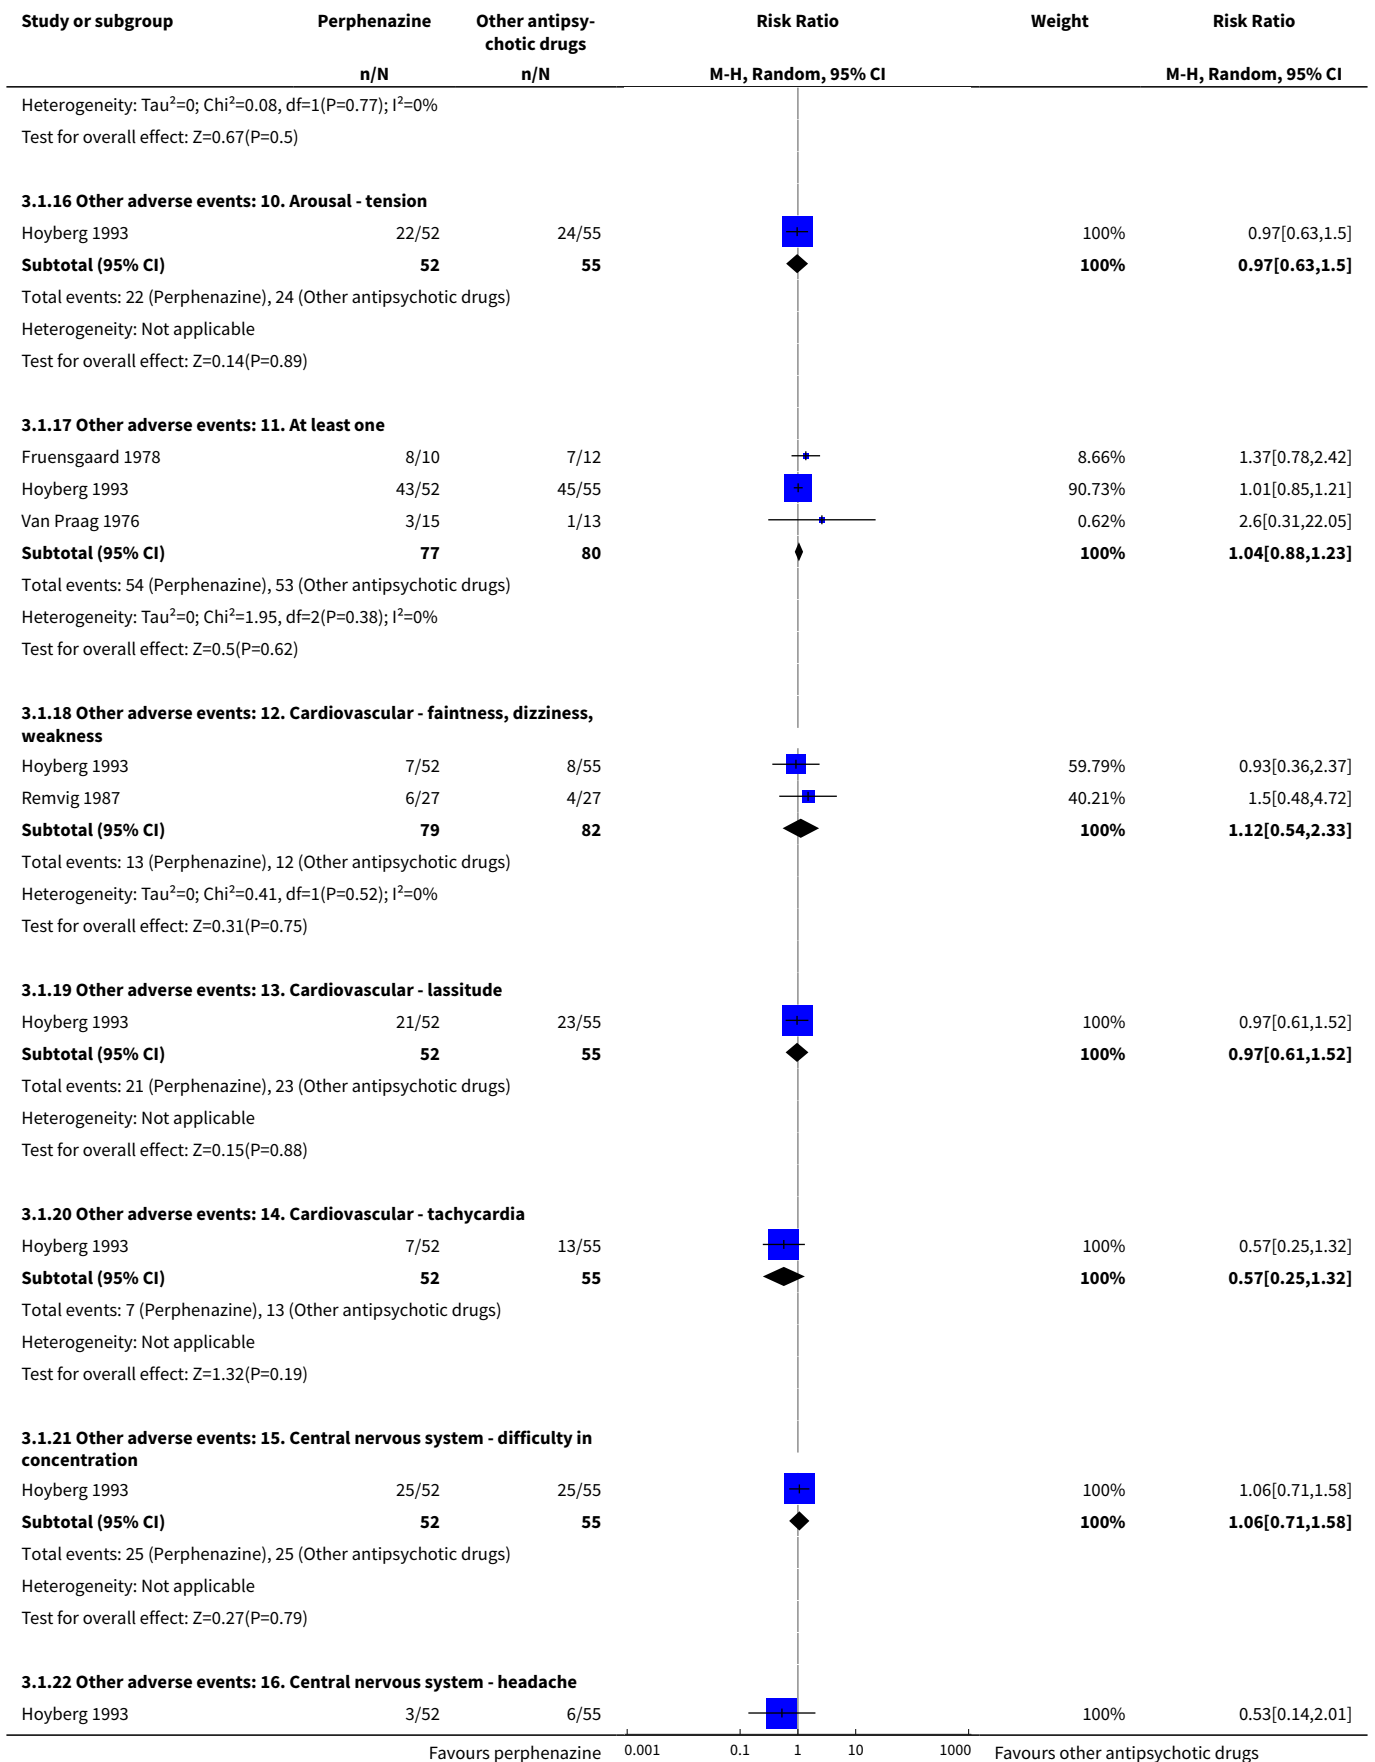 Study or subgroup Perphenazine Other antipsy- Risk Ratio Weight Risk Ratio
chotic drugs
n/N n/N M-H, Random, 95% CI M-H, Random, 95% CI
Heterogeneity: Tau²=0; Chi²=0.08, df=1(P=0.77); I²=0%
Test for overall effect: Z=0.67(P=0.5)
3.1.16 Other adverse events: 10. Arousal - tension
Hoyberg 1993 22/52 24/55 100% 0.97[0.63,1.5]
Subtotal (95% CI) 52 55 100% 0.97[0.63,1.5]
Total events: 22 (Perphenazine), 24 (Other antipsychotic drugs)
Heterogeneity: Not applicable
Test for overall effect: Z=0.14(P=0.89)
3.1.17 Other adverse events: 11. At least one
Fruensgaard 1978 8/10 7/12 8.66% 1.37[0.78,2.42]
Hoyberg 1993 43/52 45/55 90.73% 1.01[0.85,1.21]
Van Praag 1976 3/15 1/13 0.62% 2.6[0.31,22.05]
Subtotal (95% CI) 77 80 100% 1.04[0.88,1.23]
Total events: 54 (Perphenazine), 53 (Other antipsychotic drugs)
Heterogeneity: Tau²=0; Chi²=1.95, df=2(P=0.38); I²=0%
Test for overall effect: Z=0.5(P=0.62)
3.1.18 Other adverse events: 12. Cardiovascular - faintness, dizziness,
weakness
Hoyberg 1993 7/52 8/55 59.79% 0.93[0.36,2.37]
Remvig 1987 6/27 4/27 40.21% 1.5[0.48,4.72]
Subtotal (95% CI) 79 82 100% 1.12[0.54,2.33]
Total events: 13 (Perphenazine), 12 (Other antipsychotic drugs)
Heterogeneity: Tau²=0; Chi²=0.41, df=1(P=0.52); I²=0%
Test for overall effect: Z=0.31(P=0.75)
3.1.19 Other adverse events: 13. Cardiovascular - lassitude
Hoyberg 1993 21/52 23/55 100% 0.97[0.61,1.52]
Subtotal (95% CI) 52 55 100% 0.97[0.61,1.52]
Total events: 21 (Perphenazine), 23 (Other antipsychotic drugs)
Heterogeneity: Not applicable
Test for overall effect: Z=0.15(P=0.88)
3.1.20 Other adverse events: 14. Cardiovascular - tachycardia
Hoyberg 1993 7/52 13/55 100% 0.57[0.25,1.32]
Subtotal (95% CI) 52 55 100% 0.57[0.25,1.32]
Total events: 7 (Perphenazine), 13 (Other antipsychotic drugs)
Heterogeneity: Not applicable
Test for overall effect: Z=1.32(P=0.19)
3.1.21 Other adverse events: 15. Central nervous system - difficulty in
concentration
Hoyberg 1993 25/52 25/55 100% 1.06[0.71,1.58]
Subtotal (95% CI) 52 55 100% 1.06[0.71,1.58]
Total events: 25 (Perphenazine), 25 (Other antipsychotic drugs)
Heterogeneity: Not applicable
Test for overall effect: Z=0.27(P=0.79)
3.1.22 Other adverse events: 16. Central nervous system - headache
Hoyberg 1993 3/52 6/55 100% 0.53[0.14,2.01]
Favours perphenazine 0.001 0.1 1 10 1000 Favours other antipsychotic drugs